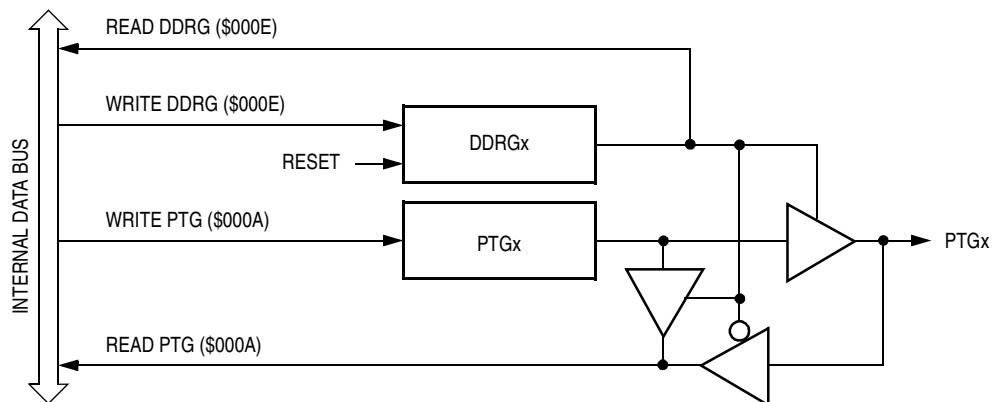 READ DDRG ($000E)
WRITE DDRG ($000E)
DDRGx
RESET
WRITE PTG ($000A)
PTGx
PTGx
READ PTG ($000A)
INTERNAL DATA BUS